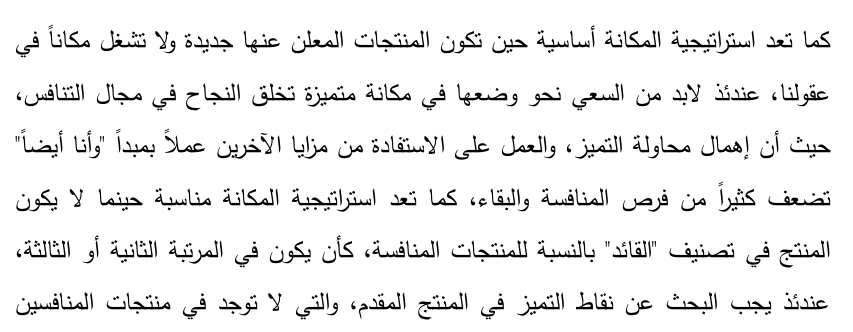 كما تعد استراتيجية المكانة أساسية حين تكون المنتجات المعلن عنها جديدة ولا تشغل مكاناً في
عقولنا، عندئذ لابد من السعي نحو وضعها في مكانة متميزة تخلق النجاح في مجال التنافس،
حيث أن إهمال محاولة التميز، والعمل على الاستفادة من مزايا الآخرين عملاً بمبدأ "وأنا أيضاً"
تضعف كثيراً من فرص المنافسة والبقاء، كما تعد استراتيجية المكانة مناسبة حينما لا يكون
المنتج في تصنيف "القائد" بالنسبة للمنتجات المنافسة، كأن يكون في المرتبة الثانية أو الثالثة،
عندئذ يجب البحث عن نقاط التميز في المنتج المقدم، والتي لا توجد في منتجات المنافسين